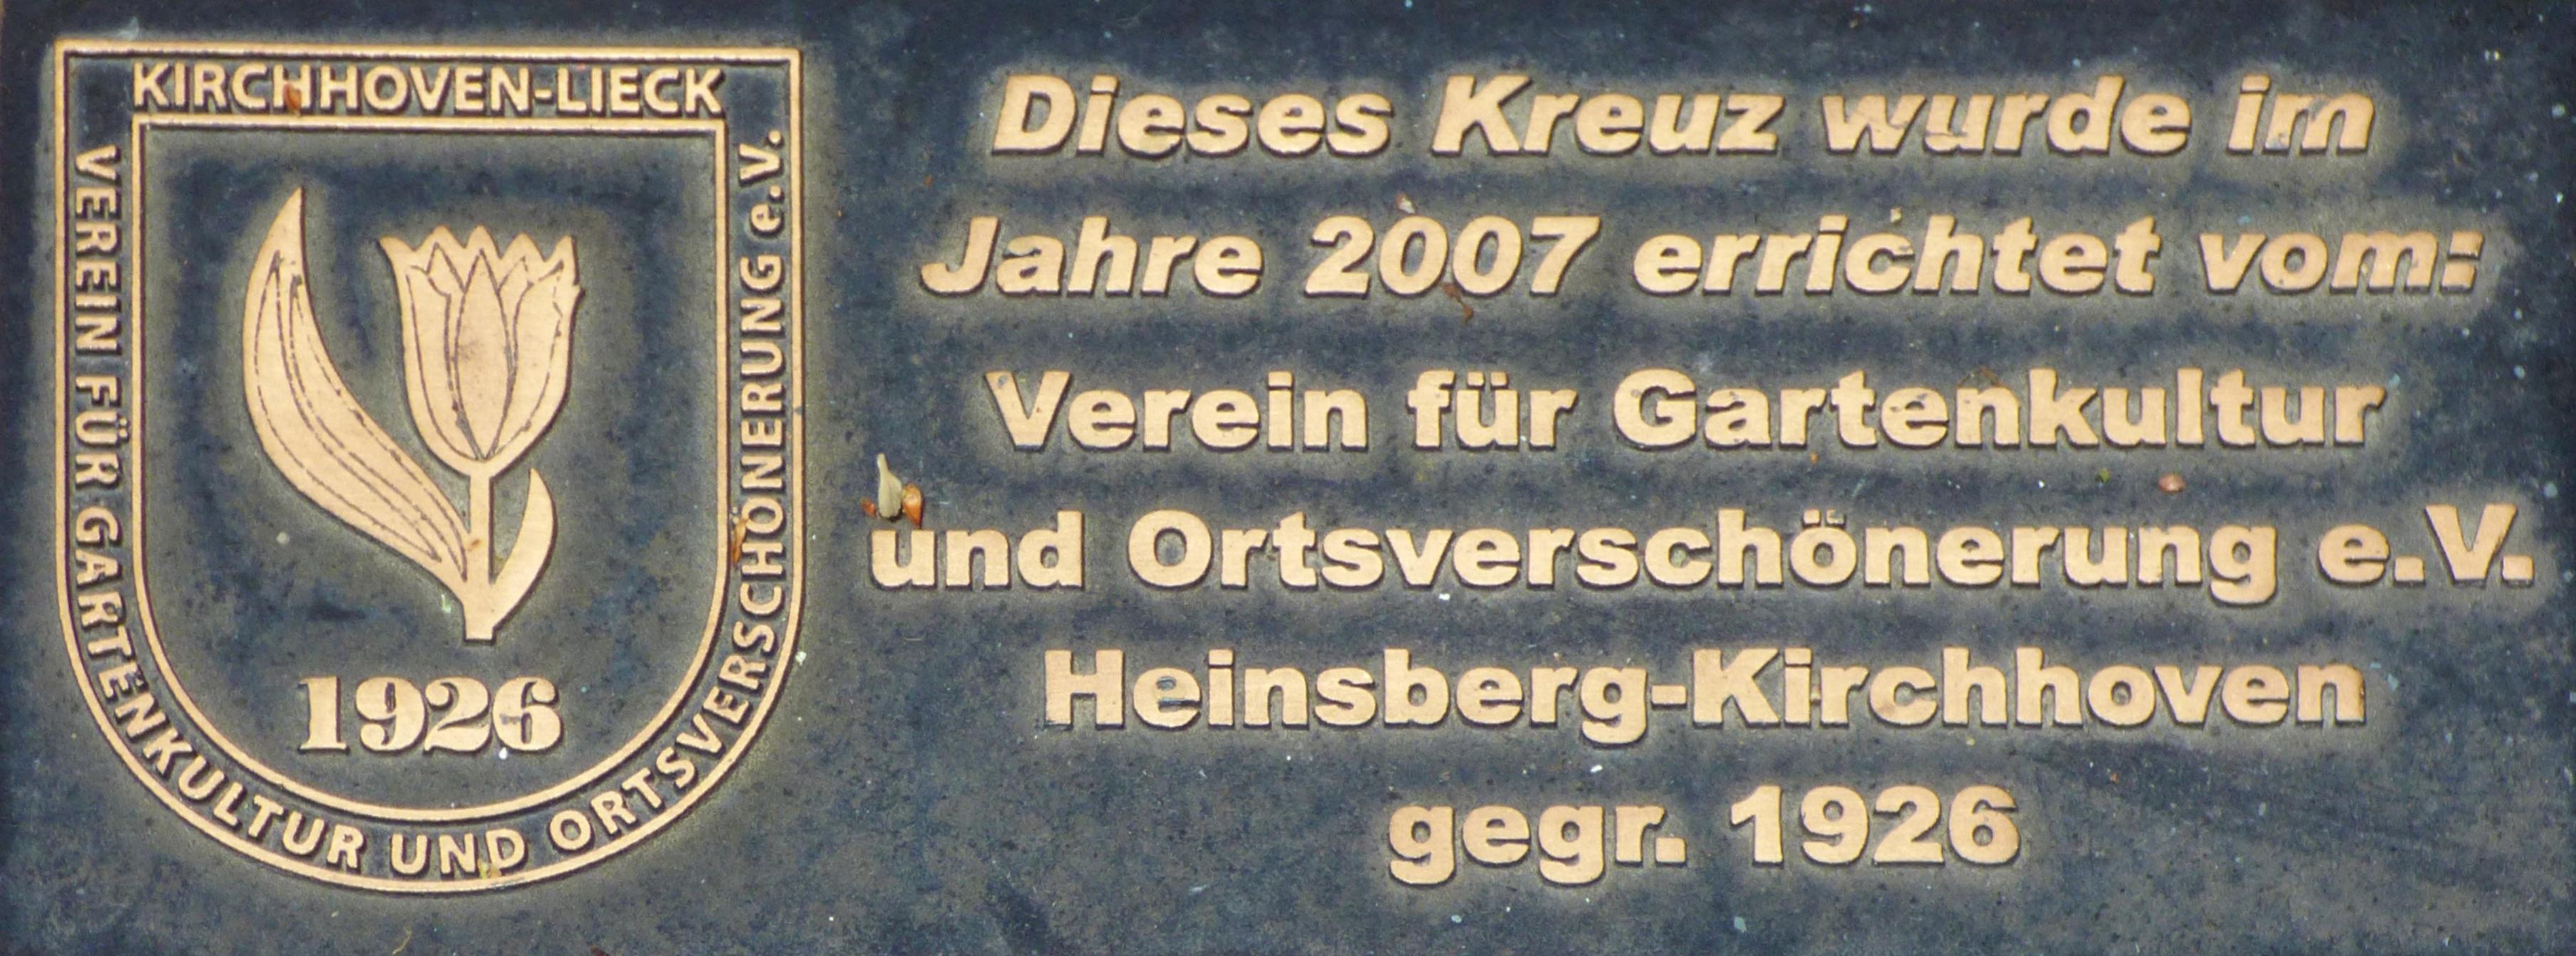 KIRCHHOVEN-LIECK
VEREIN FÜR GARTENKULTUR UND ORTSVERSCHÖNERUNG e.V.
1926
Dieses Kreuz wurde im
Jahre 2007 errichtet vom:
Verein für Gartenkultur
und Ortsverschönerung e.V.
Heinsberg-Kirchhoven
gegr. 1926